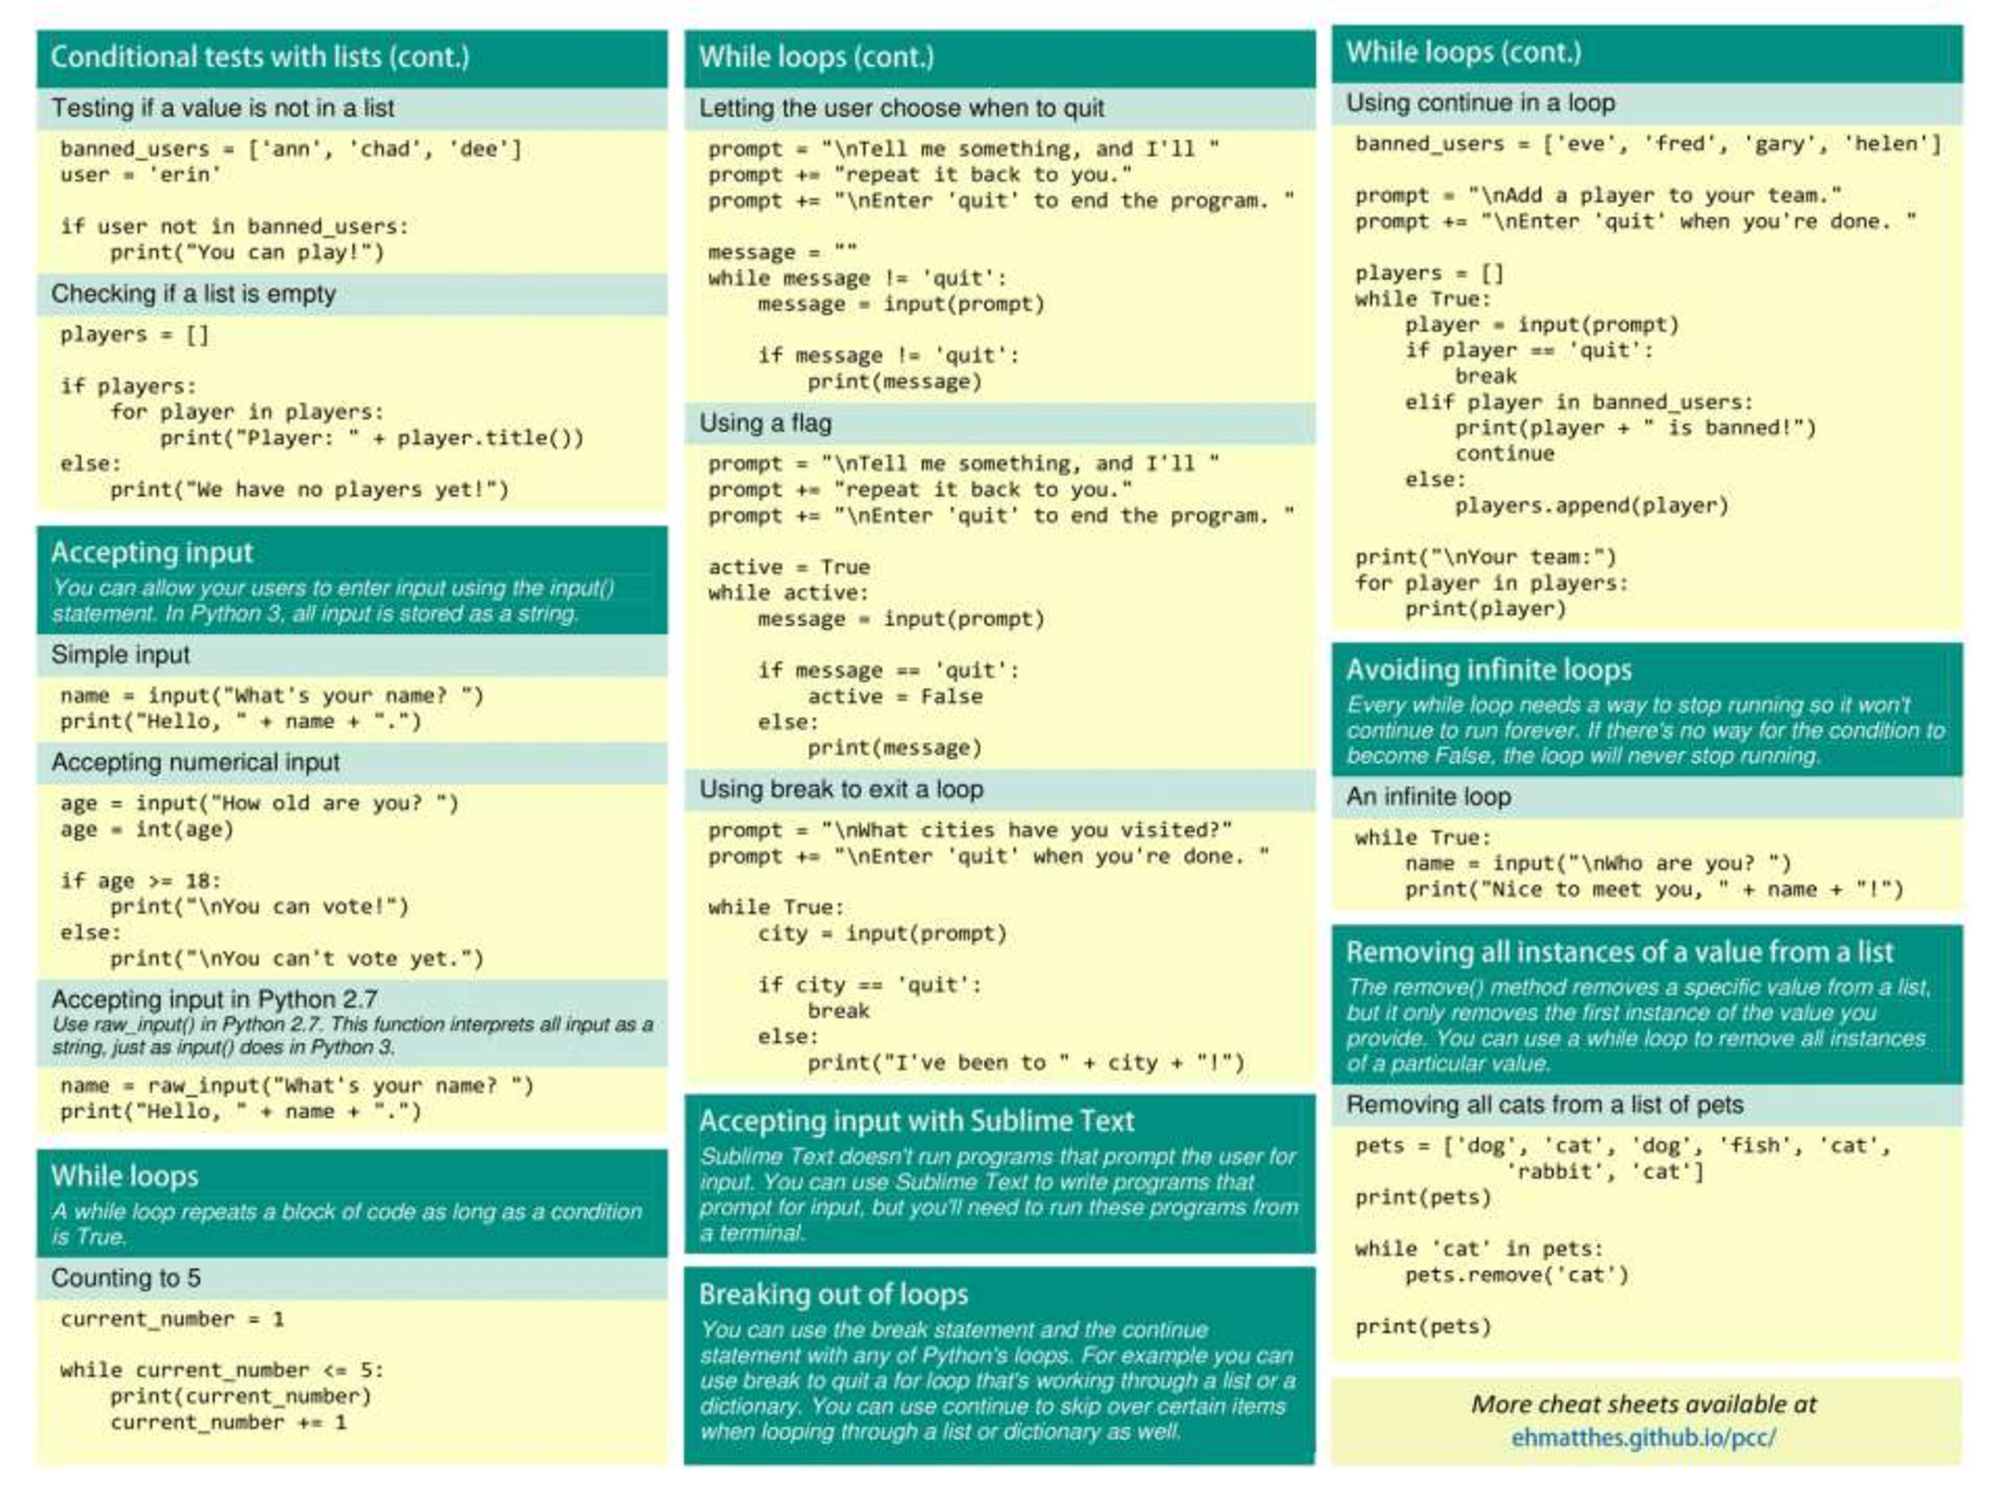 Conditional tests with lists (cont.)
Testing if a value is not in a list
banned_users = ['ann', 'chad', 'dee']
user = 'erin'
if user not in banned_users:
    print("You can play!")
Checking if a list is empty
players = []
if players:
    for player in players:
        print("Player: " + player.title())
else:
    print("We have no players yet!")
Accepting input
You can allow your users to enter input using the input()
statement. In Python 3, all input is stored as a string.
Simple input
name = input("What's your name? ")
print("Hello, " + name + ".")
Accepting numerical input
age = input("How old are you? ")
age = int(age)
if age >= 18:
    print("\nYou can vote!")
else:
    print("\nYou can't vote yet.")
Accepting input in Python 2.7
Use raw_input() in Python 2.7. This function interprets all input as a
string, just as input() does in Python 3.
name = raw_input("What's your name? ")
print("Hello, " + name + ".")
While loops
A while loop repeats a block of code as long as a condition
is True.
Counting to 5
current_number = 1
while current_number <= 5:
    print(current_number)
    current_number += 1
While loops (cont.)
Letting the user choose when to quit
prompt = "\nTell me something, and I'll "
prompt += "repeat it back to you."
prompt += "\nEnter 'quit' to end the program. "
message = ""
while message != 'quit':
    message = input(prompt)
    if message != 'quit':
        print(message)
Using a flag
prompt = "\nTell me something, and I'll "
prompt += "repeat it back to you."
prompt += "\nEnter 'quit' to end the program. "
active = True
while active:
    message = input(prompt)
    if message == 'quit':
        active = False
    else:
        print(message)
Using break to exit a loop
prompt = "\nWhat cities have you visited?"
prompt += "\nEnter 'quit' when you're done. "
while True:
    city = input(prompt)
    if city == 'quit':
        break
    else:
        print("I've been to " + city + "!")
Accepting input with Sublime Text
Sublime Text doesn't run programs that prompt the user for
input. You can use Sublime Text to write programs that
prompt for input, but you'll need to run these programs from
a terminal.
Breaking out of loops
You can use the break statement and the continue
statement with any of Python's loops. For example you can
use break to quit a for loop that's working through a list or a
dictionary. You can use continue to skip over certain items
when looping through a list or dictionary as well.
While loops (cont.)
Using continue in a loop
banned_users = ['eve', 'fred', 'gary', 'helen']
prompt = "\nAdd a player to your team."
prompt += "\nEnter 'quit' when you're done. "
players = []
while True:
    player = input(prompt)
    if player == 'quit':
        break
    elif player in banned_users:
        print(player + " is banned!")
        continue
    else:
        players.append(player)
print("\nYour team:")
for player in players:
    print(player)
Avoiding infinite loops
Every while loop needs a way to stop running so it won't
continue to run forever. If there's no way for the condition to
become False, the loop will never stop running.
An infinite loop
while True:
    name = input("\nWho are you? ")
    print("Nice to meet you, " + name + "!")
Removing all instances of a value from a list
The remove() method removes a specific value from a list,
but it only removes the first instance of the value you
provide. You can use a while loop to remove all instances
of a particular value.
Removing all cats from a list of pets
pets = ['dog', 'cat', 'dog', 'fish', 'cat',
        'rabbit', 'cat']
print(pets)
while 'cat' in pets:
    pets.remove('cat')
print(pets)
More cheat sheets available at
ehmatthes.github.io/pcc/